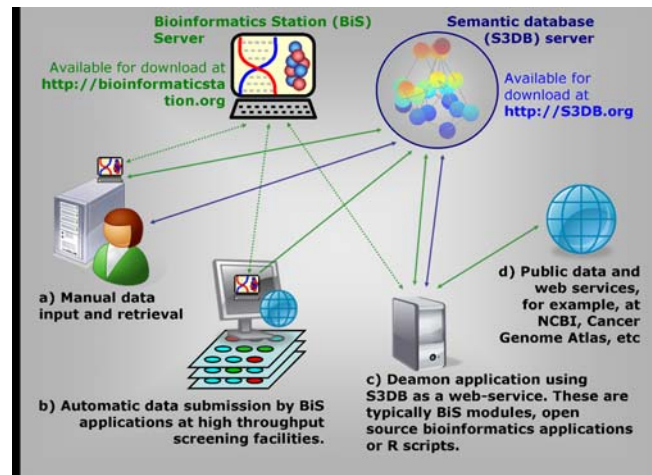 Bioinformatics Station (BiS)
Server
Available for download at
http://bioinformaticsta
tion.org
Semantic database
(S3DB) server
Available for
download at
http://S3DB.org
a) Manual data
input and retrieval
b) Automatic data submission by BiS
applications at high throughput
screening facilities.
c) Deamon application using
S3DB as a web-service. These are
typically BiS modules, open
source bioinformatics applications
or R scripts.
d) Public data and
web services,
for example, at
NCBI, Cancer
Genome Atlas, etc